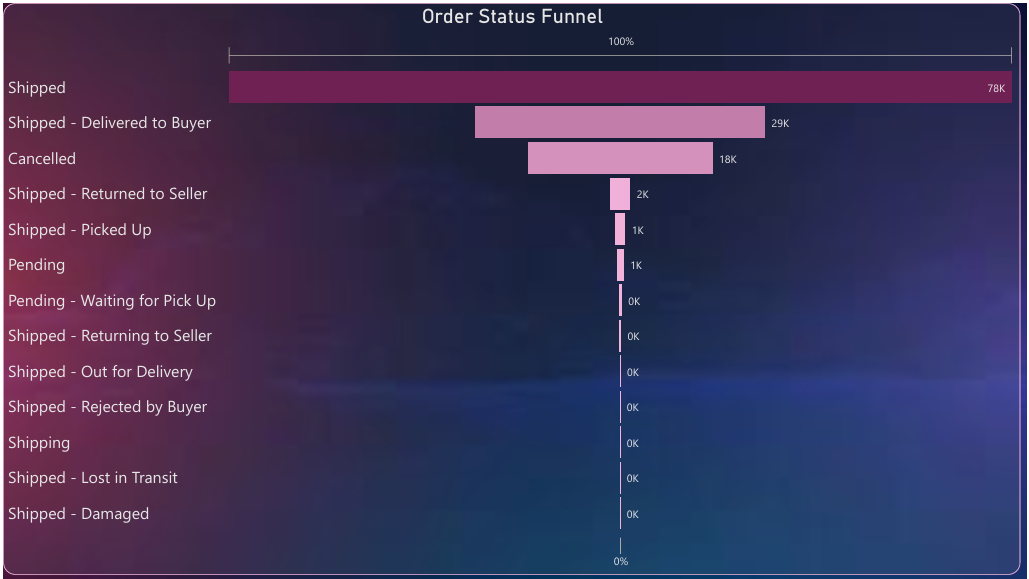 Order Status Funnel
100%
Shipped 78K
Shipped - Delivered to Buyer 29K
Cancelled 18K
Shipped - Returned to Seller 2K
Shipped - Picked Up 1K
Pending 1K
Pending - Waiting for Pick Up 0K
Shipped - Returning to Seller 0K
Shipped - Out for Delivery 0K
Shipped - Rejected by Buyer 0K
Shipping 0K
Shipped - Lost in Transit 0K
Shipped - Damaged 0K
0%